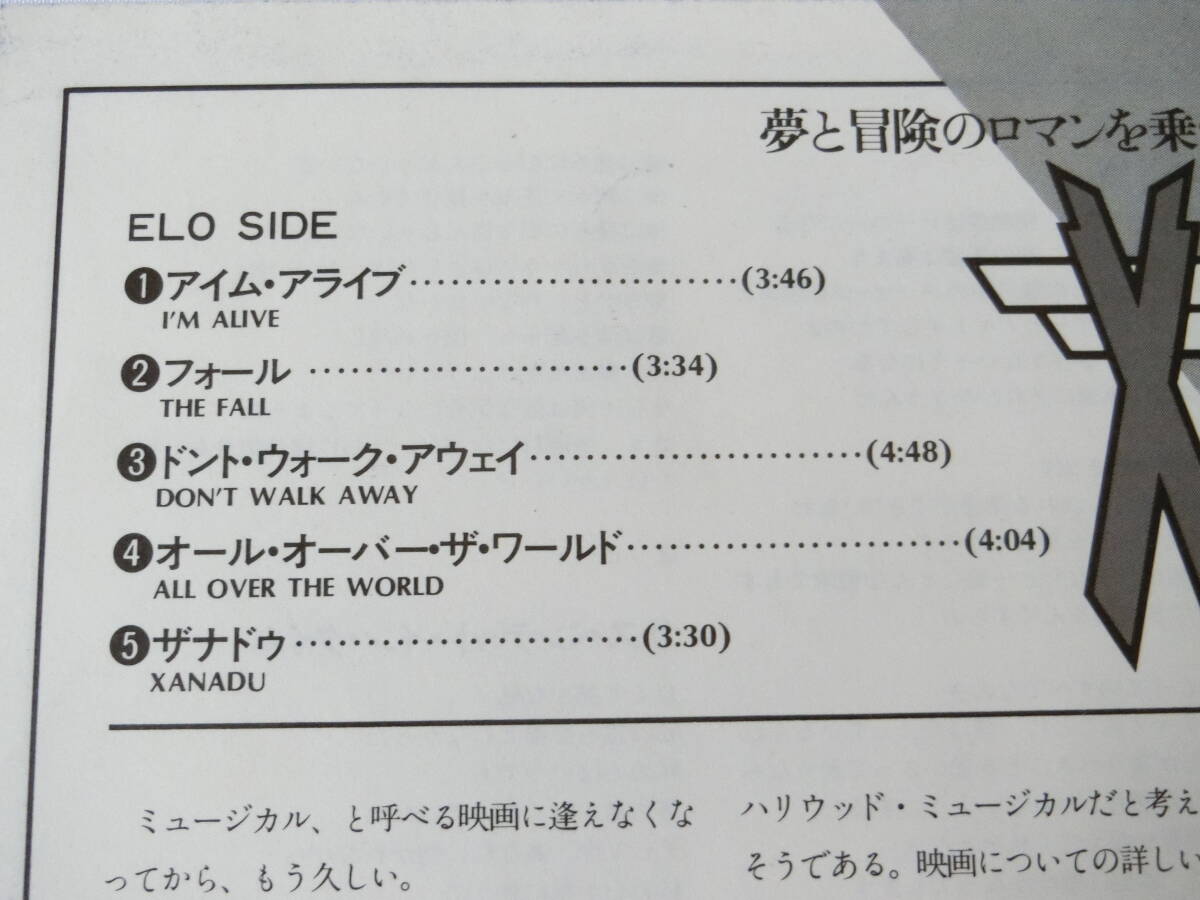 夢と冒険のロマンを乗
ELO SIDE
❶アイム・アライブ························(3:46)
I'M ALIVE
❷フォール ························(3:34)
THE FALL
❸ドント・ウォーク・アウェイ························(4:48)
DON'T WALK AWAY
❹オール・オーバー・ザ・ワールド························(4:04)
ALL OVER THE WORLD
❺ザナドゥ························(3:30)
XANADU
ミュージカル、と呼べる映画に逢えなくな
ってから、もう久しい。
ハリウッド・ミュージカルだと考え
そうである。映画についての詳しい